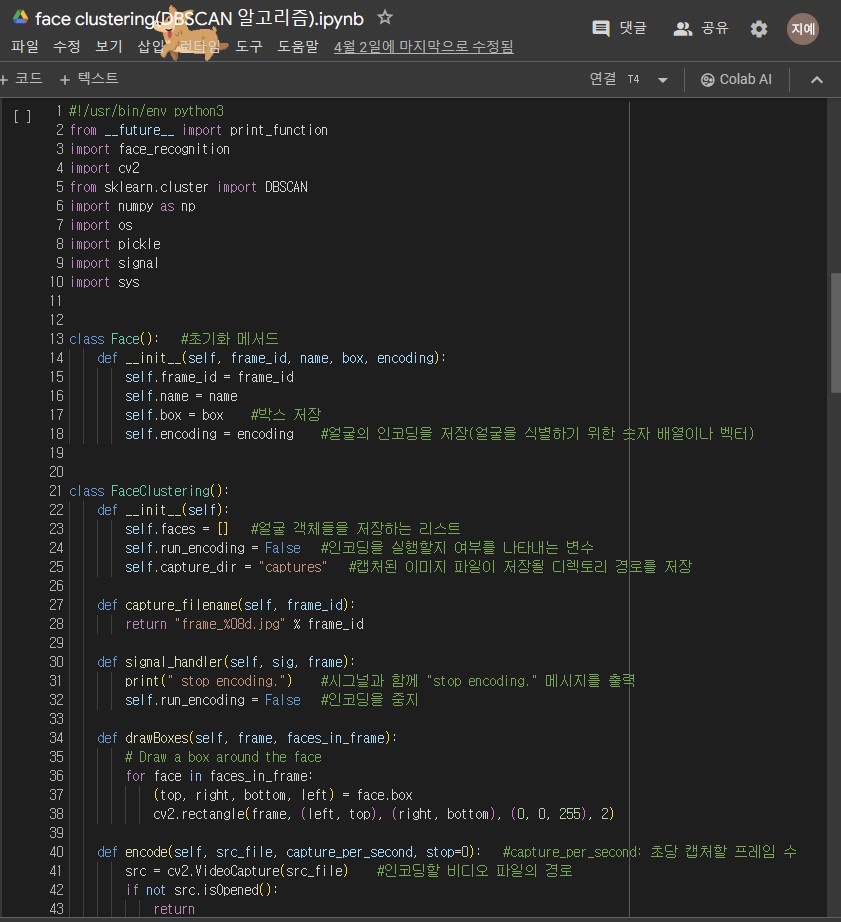 face clustering(DBSCAN 알고리즘).ipynb
댓글
공유
지예
파일 수정 보기 삽입 런타임 도구 도움말 4월 2일에 마지막으로 수정됨
+ 코드 + 텍스트
연결 T4
Colab AI
[ ]
1 #!/usr/bin/env python3
2 from __future__ import print_function
3 import face_recognition
4 import cv2
5 from sklearn.cluster import DBSCAN
6 import numpy as np
7 import os
8 import pickle
9 import signal
10 import sys
11
12
13 class Face():   #초기화 메서드
14     def __init__(self, frame_id, name, box, encoding):
15         self.frame_id = frame_id
16         self.name = name
17         self.box = box    #박스 저장
18         self.encoding = encoding    #얼굴의 인코딩을 저장(얼굴을 식별하기 위한 숫자 배열이나 벡터)
19
20
21 class FaceClustering():
22     def __init__(self):
23         self.faces = []   #얼굴 객체들을 저장하는 리스트
24         self.run_encoding = False   #인코딩을 실행할지 여부를 나타내는 변수
25         self.capture_dir = "captures"   #캡처된 이미지 파일이 저장될 디렉토리 경로를 저장
26
27     def capture_filename(self, frame_id):
28         return "frame_%08d.jpg" % frame_id
29
30     def signal_handler(self, sig, frame):
31         print(" stop encoding.")    #시그널과 함께 "stop encoding." 메시지를 출력
32         self.run_encoding = False   #인코딩을 중지
33
34     def drawBoxes(self, frame, faces_in_frame):
35         # Draw a box around the face
36         for face in faces_in_frame:
37             (top, right, bottom, left) = face.box
38             cv2.rectangle(frame, (left, top), (right, bottom), (0, 0, 255), 2)
39
40     def encode(self, src_file, capture_per_second, stop=0):   #capture_per_second: 초당 캡처할 프레임 수
41         src = cv2.VideoCapture(src_file)    #인코딩할 비디오 파일의 경로
42         if not src.isOpened():
43             return